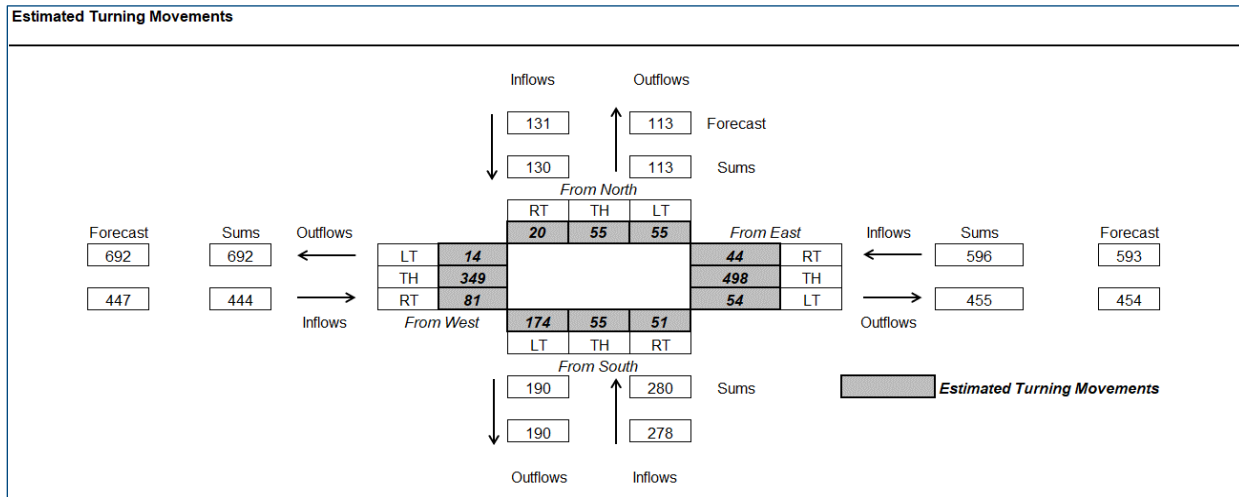 Estimated Turning Movements
Inflows Outflows
131 113 Forecast
130 113 Sums
From North
RT TH LT
Forecast Sums Outflows 20 55 55 From East Inflows Sums Forecast
692 692 LT 14 44 RT 596 593
TH 349 498 TH
447 444 RT 81 54 LT 455 454
Inflows From West 174 55 51 Outflows
LT TH RT
From South
190 280 Sums Estimated Turning Movements
190 278
Outflows Inflows